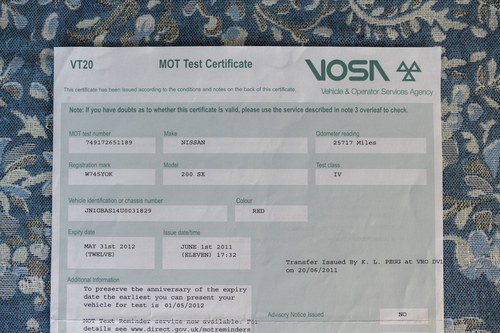 VT20 MOT Test Certificate VOSA
Vehicle & Operator Services Agency
This certificate has been issued according to the conditions and notes on the back of this certificate.
Note: If you have doubts as to whether this certificate is valid, please use the service described in note 3 overleaf to check.
MOT test number Make Odometer reading
749172651189 NISSAN 25717 Miles
Registration mark Model Test class
W745YOK 200 SX IV
Vehicle identification or chassis number Colour
JN1GBAS14U0031829 RED
Expiry date Issue date/time
MAY 31st 2012 JUNE 1st 2011
(TWELVE) (ELEVEN) 17:32
Transfer Issued By K. L. PEGG at VRO DV
on 20/06/2011
Additional Information
To preserve the anniversary of the expiry
date the earliest you can present your
vehicle for test is 01/05/2012
Advisory Notice Issued NO
MOT Test Reminder service now available. For
details see www.direct.gov.uk/motreminders